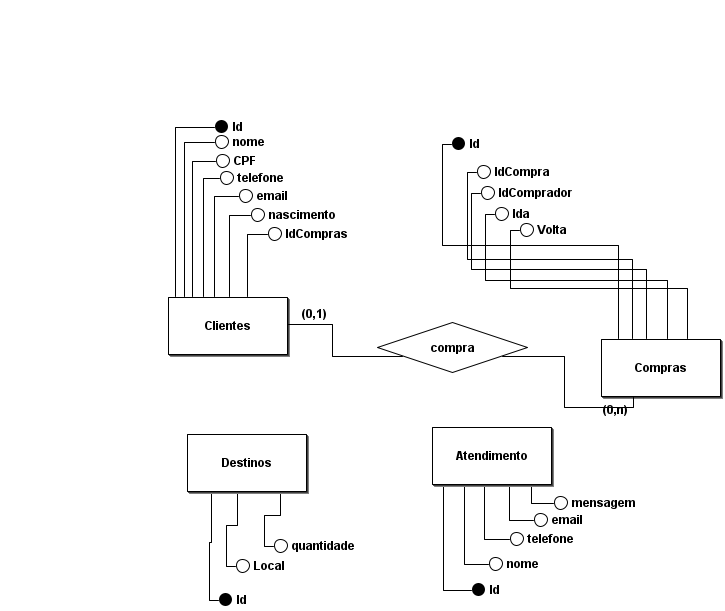 Id
nome
CPF
telefone
email
nascimento
IdCompras
Clientes
(0,1)
compra
Id
IdCompra
IdComprador
Ida
Volta
Compras
(0,n)
Destinos
quantidade
Local
Id
Atendimento
mensagem
email
telefone
nome
Id